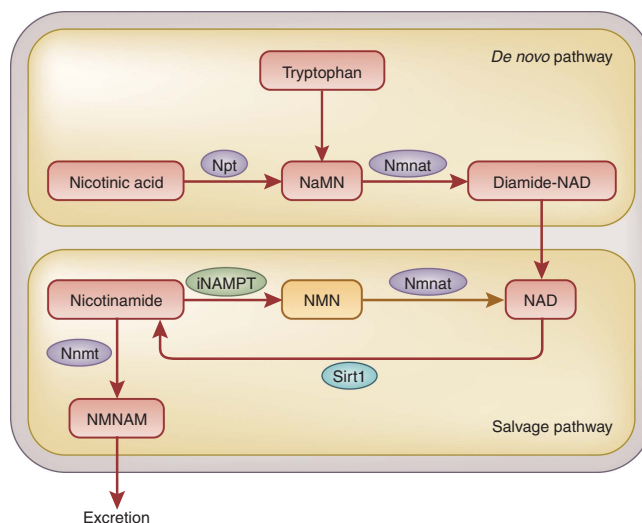 De novo pathway
Tryptophan
Npt
Nmnat
Nicotinic acid
NaMN
Diamide-NAD
iNAMPT
Nmnat
Nicotinamide
NMN
NAD
Nnmt
Sirt1
NMNAM
Salvage pathway
Excretion